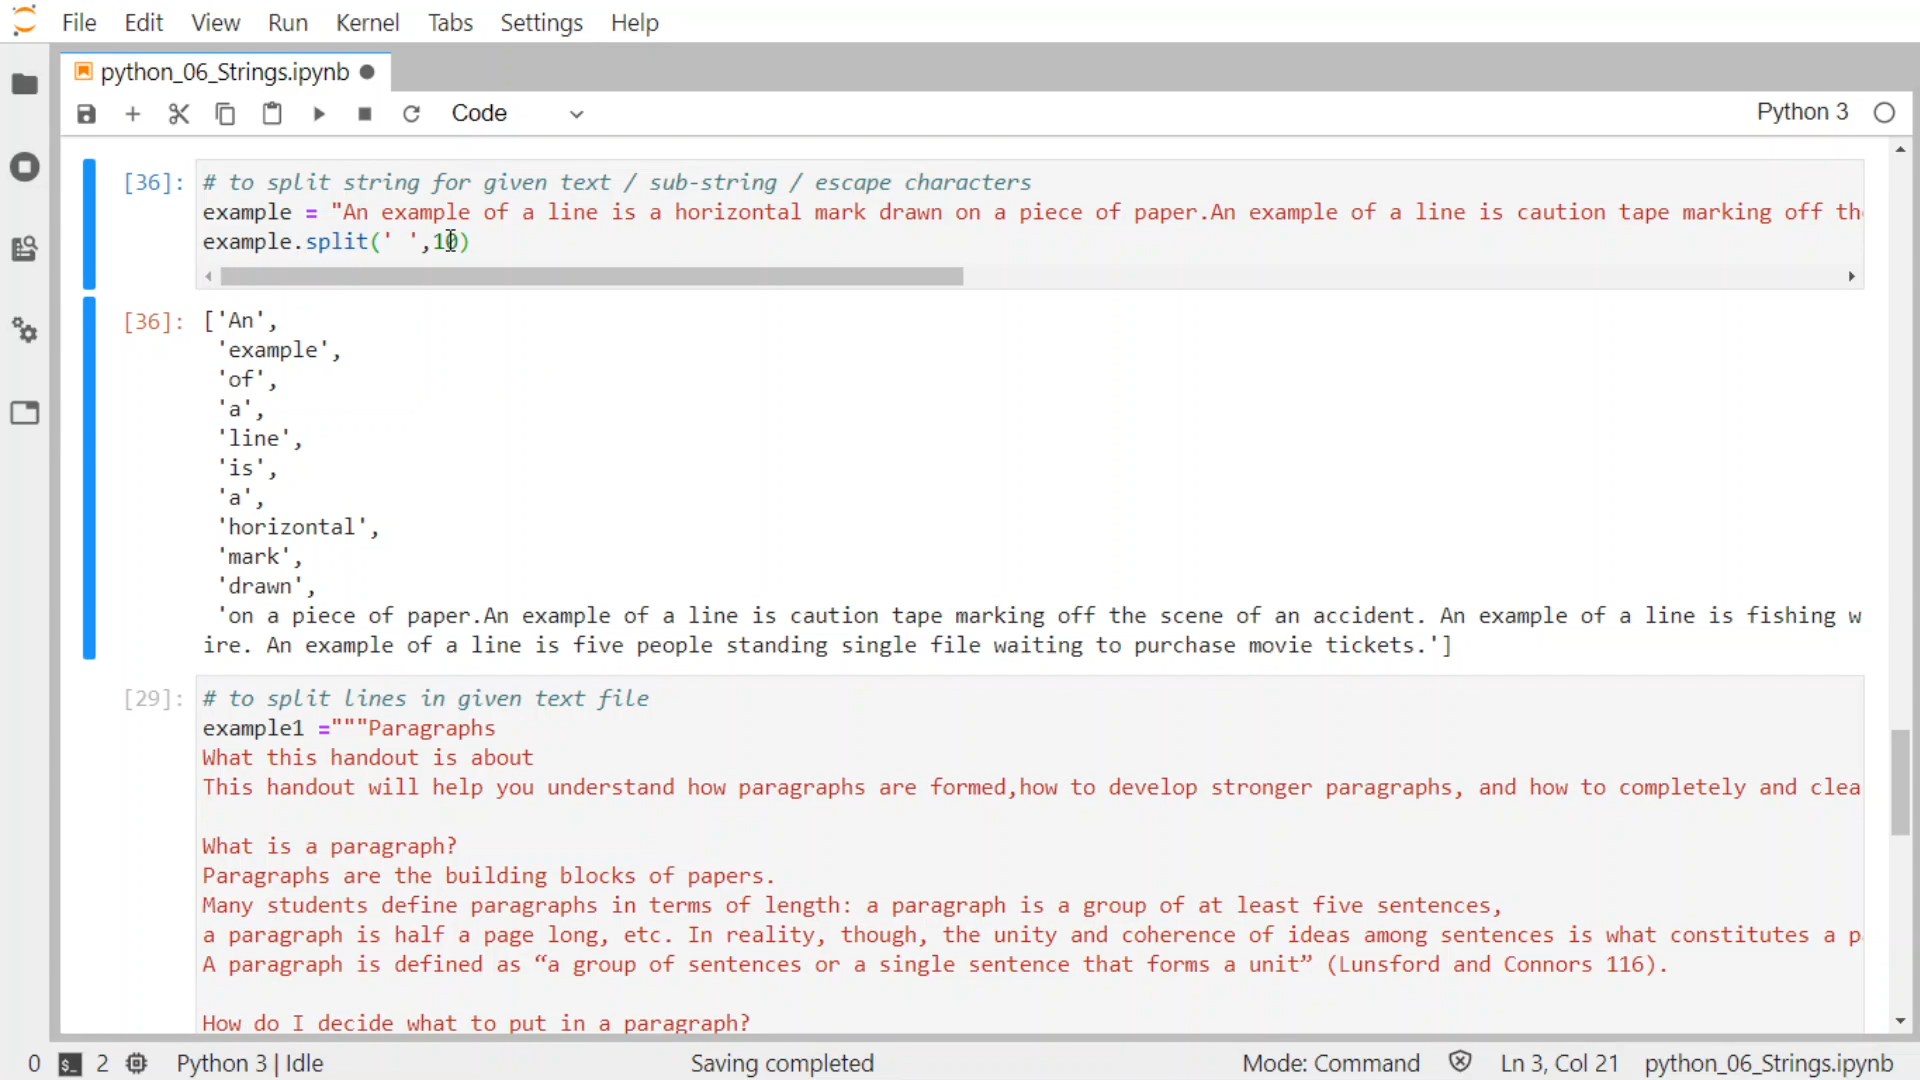 File Edit View Run Kernel Tabs Settings Help
python_06_Strings.ipynb
Code
Python 3
[36]: # to split string for given text / sub-string / escape characters
example = "An example of a line is a horizontal mark drawn on a piece of paper.An example of a line is caution tape marking off th
example.split(' ',10)
[36]: ['An',
'example',
'of',
'a',
'line',
'is',
'a',
'horizontal',
'mark',
'drawn',
'on a piece of paper.An example of a line is caution tape marking off the scene of an accident. An example of a line is fishing w
ire. An example of a line is five people standing single file waiting to purchase movie tickets.']
[29]: # to split lines in given text file
example1 ="""Paragraphs
What this handout is about
This handout will help you understand how paragraphs are formed,how to develop stronger paragraphs, and how to completely and clea
What is a paragraph?
Paragraphs are the building blocks of papers.
Many students define paragraphs in terms of length: a paragraph is a group of at least five sentences,
a paragraph is half a page long, etc. In reality, though, the unity and coherence of ideas among sentences is what constitutes a p
A paragraph is defined as “a group of sentences or a single sentence that forms a unit” (Lunsford and Connors 116).
How do I decide what to put in a paragraph?
0 $_ 2 Python 3 | Idle Saving completed Mode: Command Ln 3, Col 21 python_06_Strings.ipynb